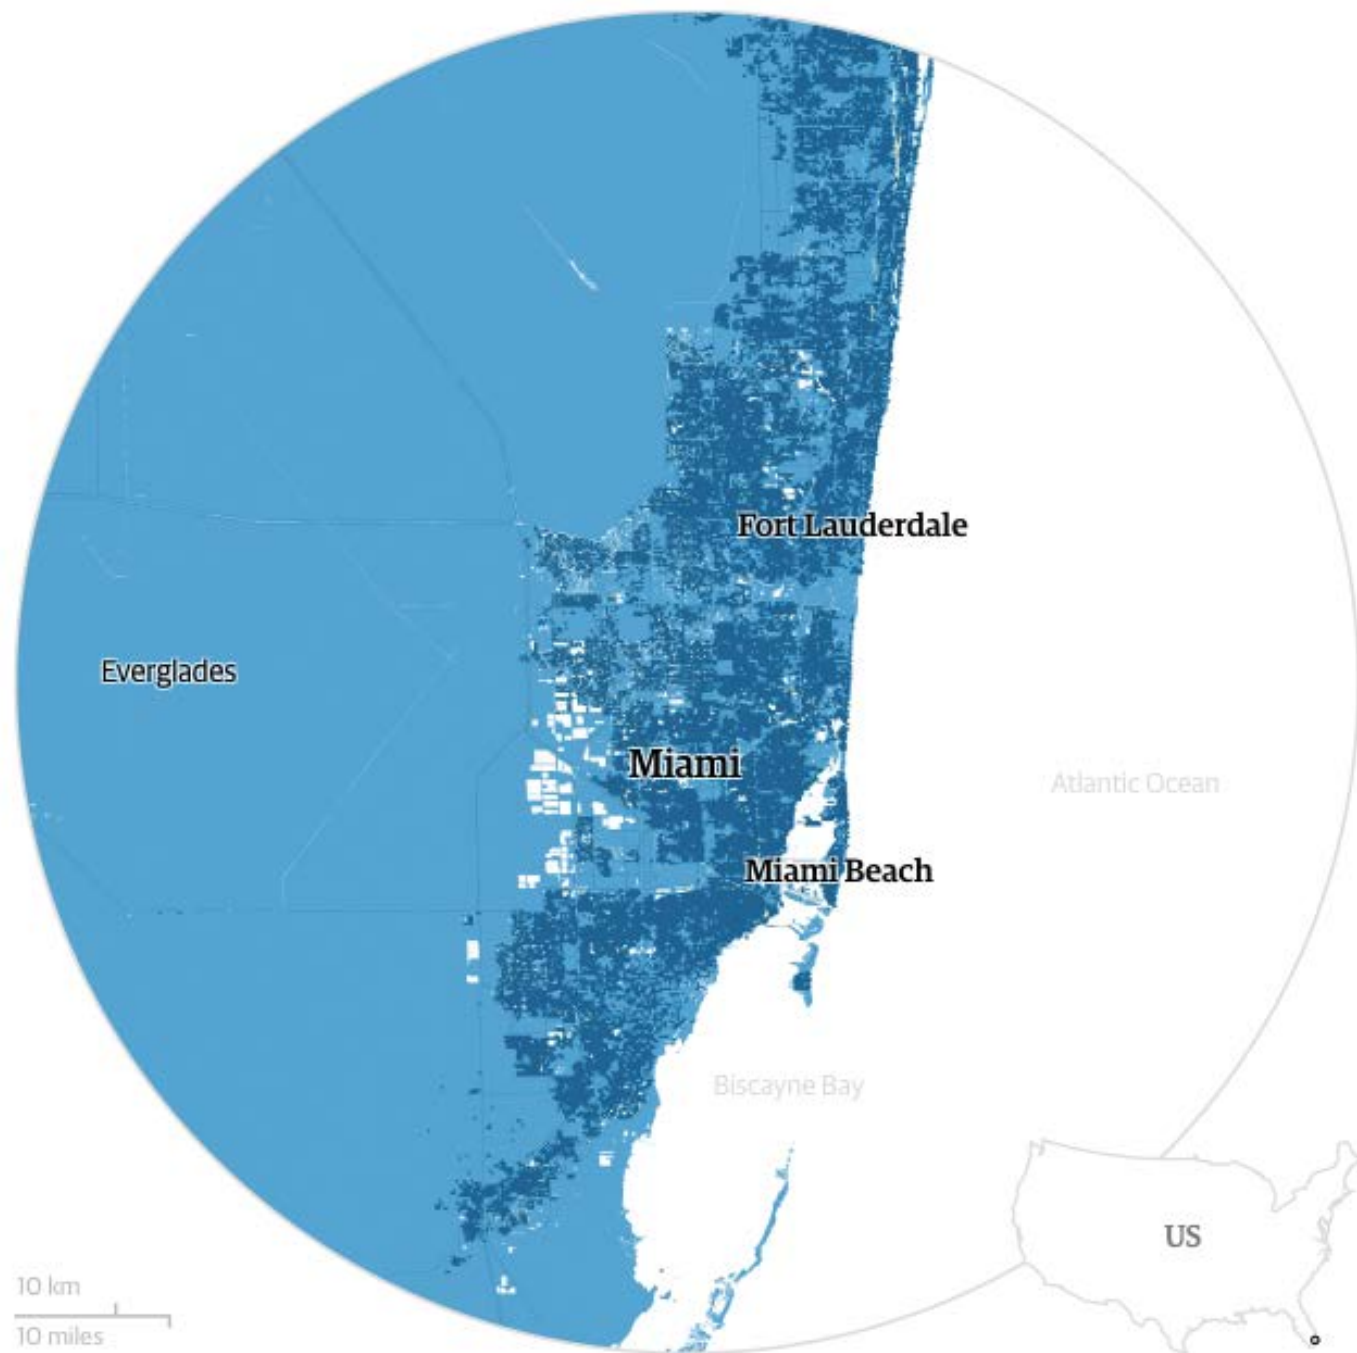 Fort Lauderdale
Everglades
Miami
Atlantic Ocean
Miami Beach
Biscayne Bay
US
10 km
10 miles